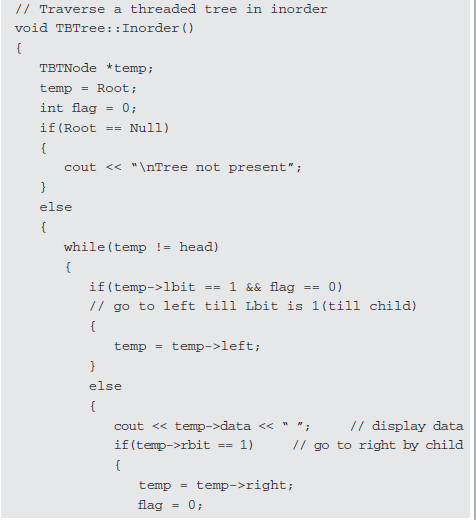 // Traverse a threaded tree in inorder
void TBTree::Inorder()
{
TBTNode *temp;
temp = Root;
int flag = 0;
if(Root == Null)
{
cout << “\nTree not present”;
}
else
{
while(temp != head)
{
if(temp->lbit == 1 && flag == 0)
// go to left till Lbit is 1(till child)
{
temp = temp->left;
}
else
{
cout << temp->data << “ ”; // display data
if(temp->rbit == 1) // go to right by child
{
temp = temp->right;
flag = 0;